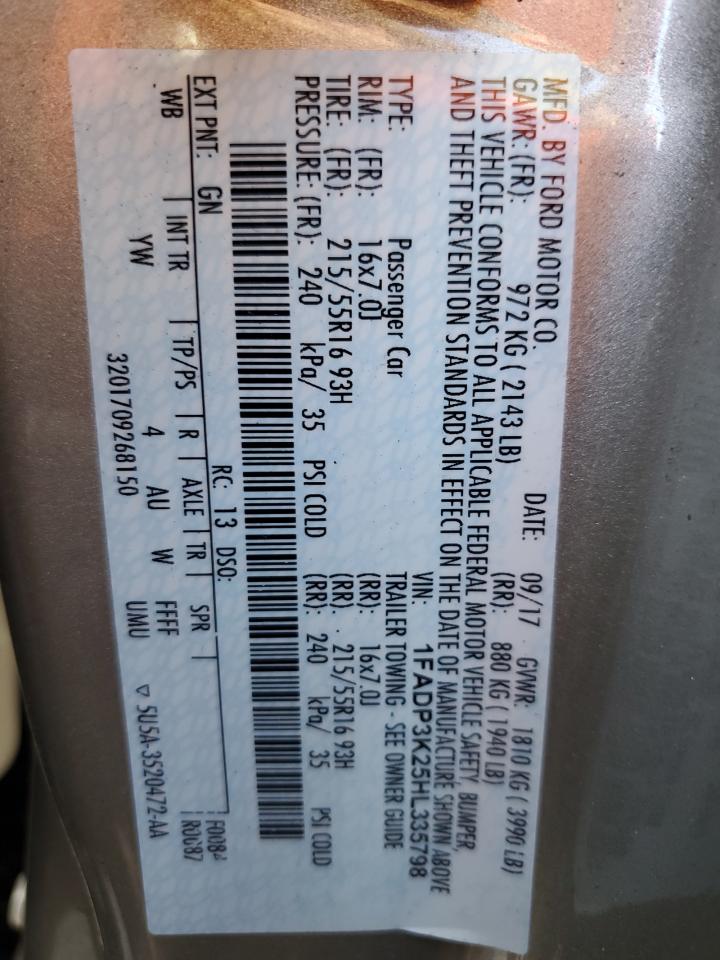 MFD. BY FORD MOTOR CO.
DATE: 09/17 GVWR: 1810 KG ( 3990 LB)
GAWR: (FR): 972 KG ( 2143 LB) (RR): 880 KG ( 1940 LB)
THIS VEHICLE CONFORMS TO ALL APPLICABLE FEDERAL MOTOR VEHICLE SAFETY, BUMPER,
AND THEFT PREVENTION STANDARDS IN EFFECT ON THE DATE OF MANUFACTURE SHOWN ABOVE
VIN: 1FADP3K25HL335798
TYPE: Passenger Car TRAILER TOWING - SEE OWNER GUIDE
RIM: (FR): 16x7.0J (RR): 16x7.0J
TIRE: (FR): 215/55R16 93H (RR): 215/55R16 93H
PRESSURE: (FR): 240 kPa/ 35 PSI COLD (RR): 240 kPa/ 35 PSI COLD
EXT PNT: GN RC: 13 DSO:
WB | INT TR | TP/PS | R | AXLE | TR | SPR |
YW 4 AU W FFFF
UMU
3201709268150
▽ 5U5A-3520472-AA